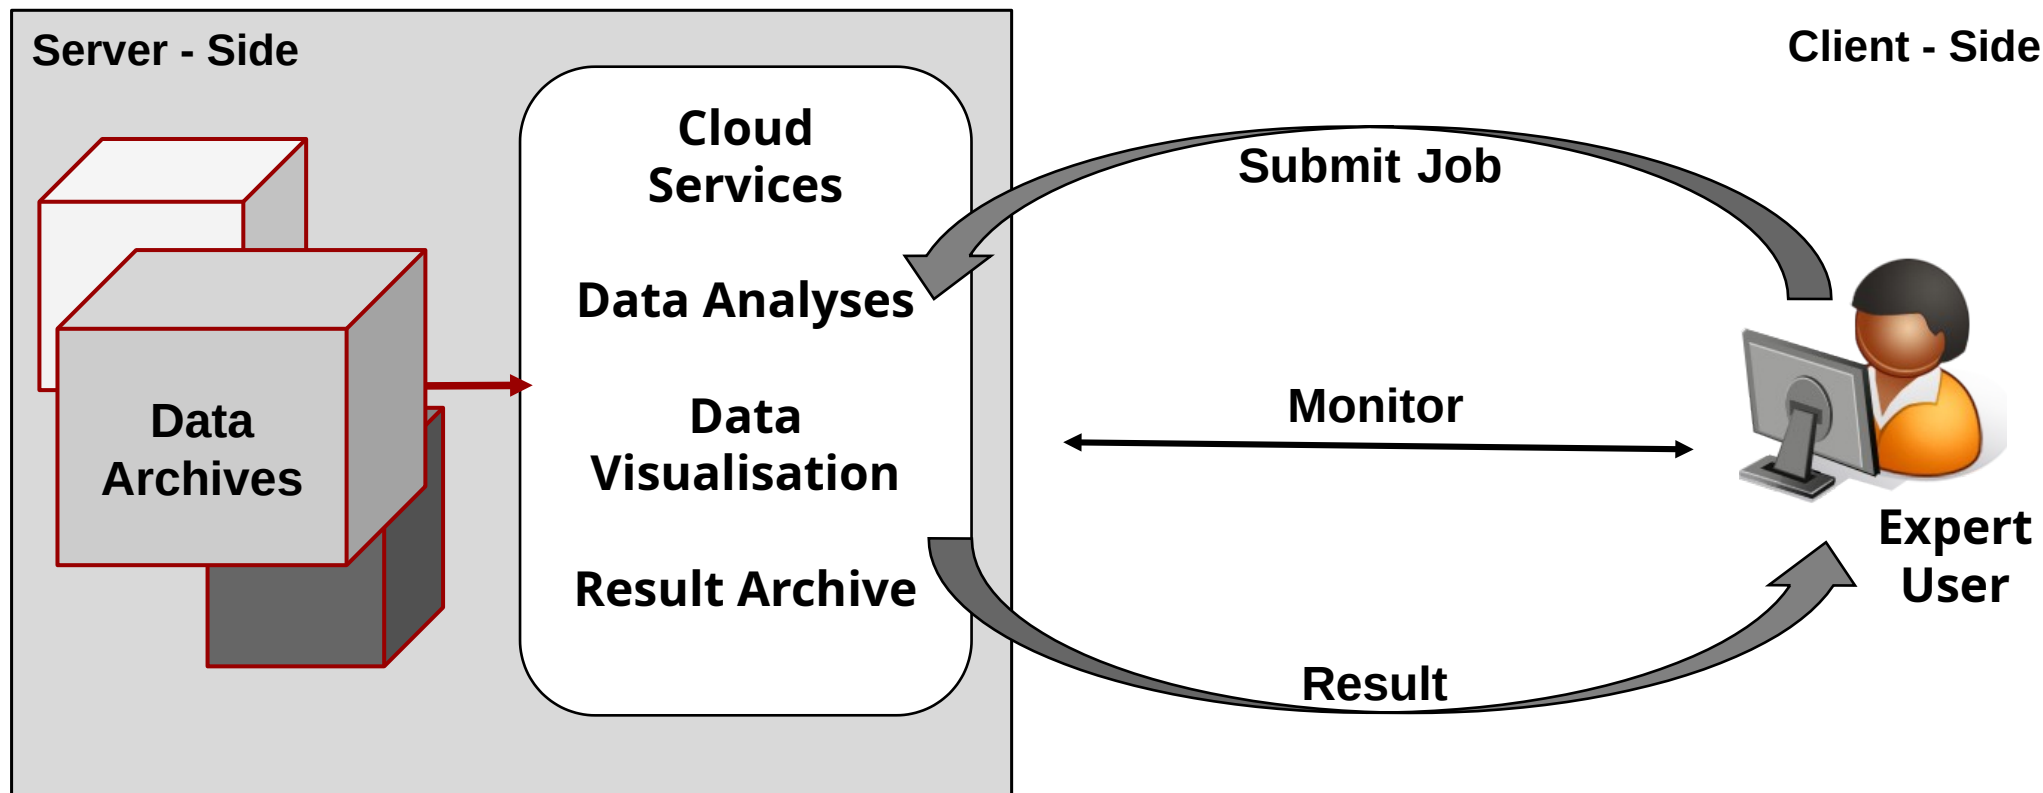 Server - Side
Client - Side
Cloud
Services
Data Analyses
Data
Visualisation
Result Archive
Data
Archives
Submit Job
Monitor
Result
Expert
User